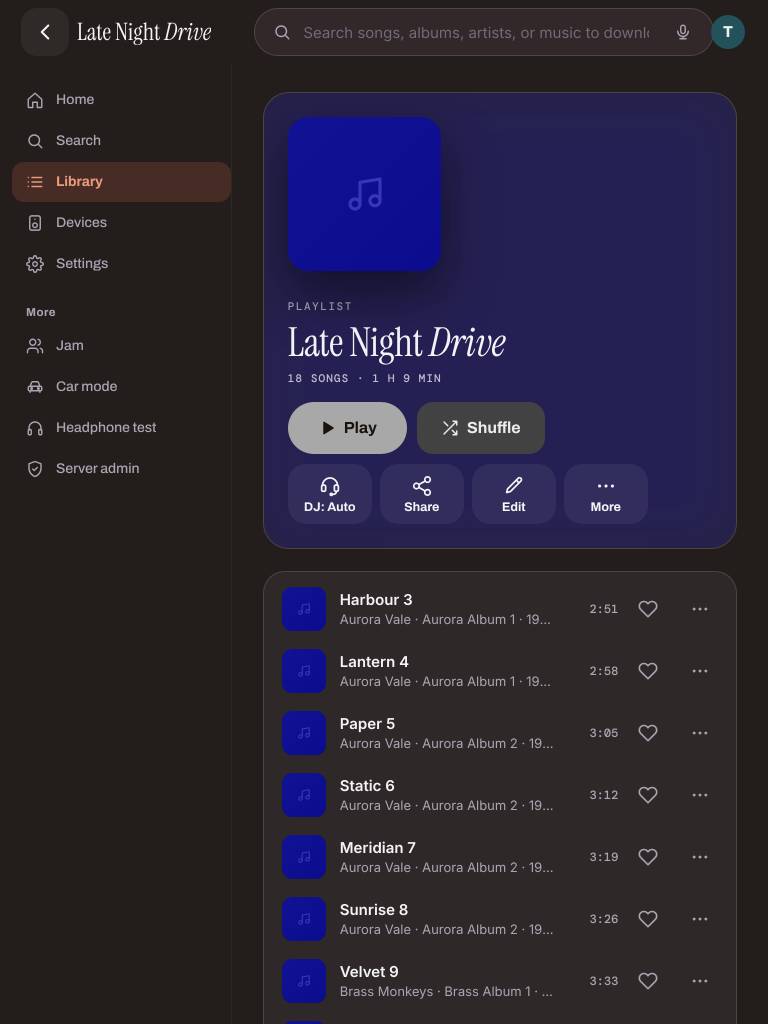 Late Night Drive
Search songs, albums, artists, or music to downl
T
Home
Search
Library
Devices
Settings
More
Jam
Car mode
Headphone test
Server admin
PLAYLIST
Late Night Drive
18 SONGS · 1 H 9 MIN
Play
Shuffle
DJ: Auto
Share
Edit
More
Harbour 3
Aurora Vale · Aurora Album 1 · 19...
2:51
Lantern 4
Aurora Vale · Aurora Album 1 · 19...
2:58
Paper 5
Aurora Vale · Aurora Album 2 · 19...
3:05
Static 6
Aurora Vale · Aurora Album 2 · 19...
3:12
Meridian 7
Aurora Vale · Aurora Album 2 · 19...
3:19
Sunrise 8
Aurora Vale · Aurora Album 2 · 19...
3:26
Velvet 9
Brass Monkeys · Brass Album 1 · ...
3:33